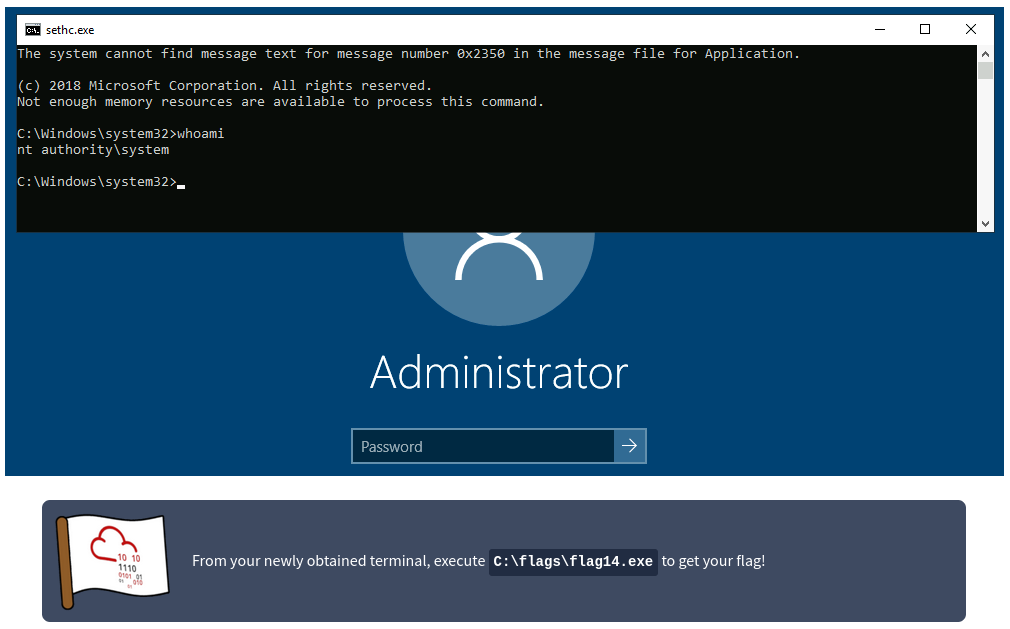 sethc.exe
The system cannot find message text for message number 0x2350 in the message file for Application.
(c) 2018 Microsoft Corporation. All rights reserved.
Not enough memory resources are available to process this command.
C:\Windows\system32>whoami
nt authority\system
C:\Windows\system32>
Administrator
Password
10 10
1110
0101 01
01 010
01
From your newly obtained terminal, execute C:\flags\flag14.exe to get your flag!